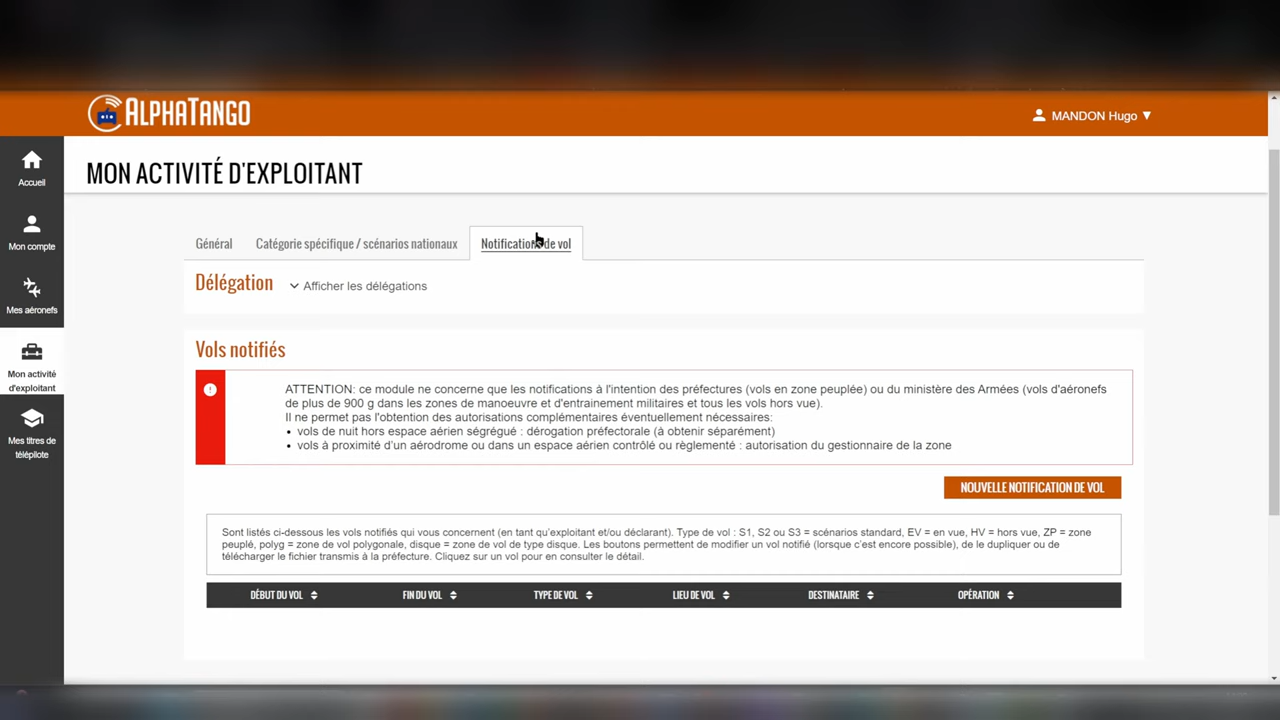 ALPHATANGO
MANDON Hugo ▼
Accueil
Mon compte
Mes aéronefs
Mon activité
d'exploitant
Mes titres de
télépilote
MON ACTIVITÉ D'EXPLOITANT
Général
Catégorie spécifique / scénarios nationaux
Notifications de vol
Délégation
Afficher les délégations
Vols notifiés
ATTENTION: ce module ne concerne que les notifications à l'intention des préfectures (vols en zone peuplée) ou du ministère des Armées (vols d'aéronefs
de plus de 900 g dans les zones de manoeuvre et d'entrainement militaires et tous les vols hors vue).
Il ne permet pas l'obtention des autorisations complémentaires éventuellement nécessaires:
• vols de nuit hors espace aérien ségrégué : dérogation préfectorale (à obtenir séparément)
• vols à proximité d'un aérodrome ou dans un espace aérien contrôlé ou règlementé : autorisation du gestionnaire de la zone
NOUVELLE NOTIFICATION DE VOL
Sont listés ci-dessous les vols notifiés qui vous concernent (en tant qu'exploitant et/ou déclarant). Type de vol : S1, S2 ou S3 = scénarios standard, EV = en vue, HV = hors vue, ZP = zone
peuplé, polyg = zone de vol polygonale, disque = zone de vol de type disque. Les boutons permettent de modifier un vol notifié (lorsque c'est encore possible), de le dupliquer ou de
télécharger le fichier transmis à la préfecture. Cliquez sur un vol pour en consulter le détail.
DÉBUT DU VOL
FIN DU VOL
TYPE DE VOL
LIEU DE VOL
DESTINATAIRE
OPÉRATION